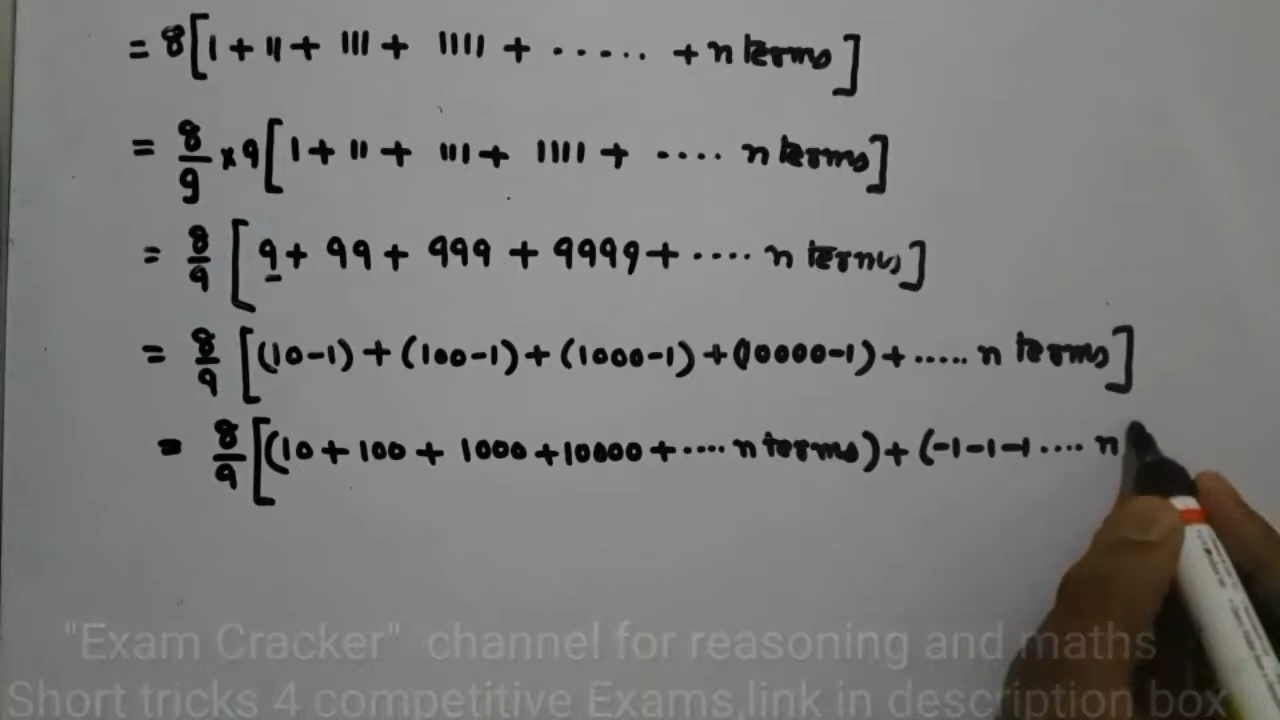 = 8[1 + 11 + 111 + 1111 + ...... + n terms]
= 8/9 × 9[1 + 11 + 111 + 1111 + .... n terms]
= 8/9 [9 + 99 + 999 + 9999 + .... n terms]
= 8/9 [(10-1) + (100-1) + (1000-1) + (10000-1) + ..... n terms]
= 8/9 [(10 + 100 + 1000 + 10000 + .... n terms) + (-1-1-1 .... n
"Exam Cracker" channel for reasoning and maths
Short tricks 4 competitive Exams,link in description box